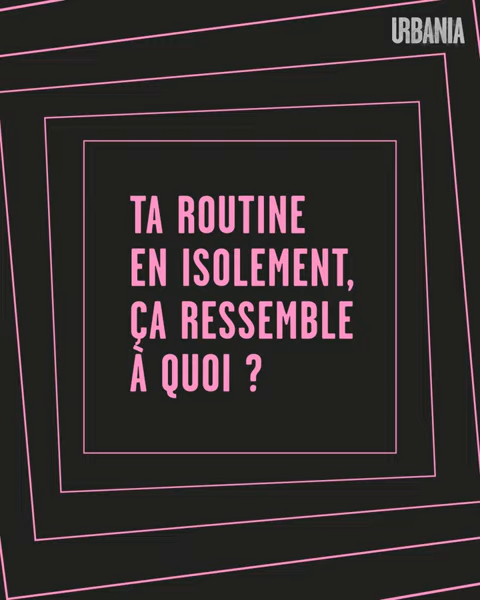 URBANIA
TA ROUTINE
EN ISOLEMENT,
ÇA RESSEMBLE
À QUOI ?